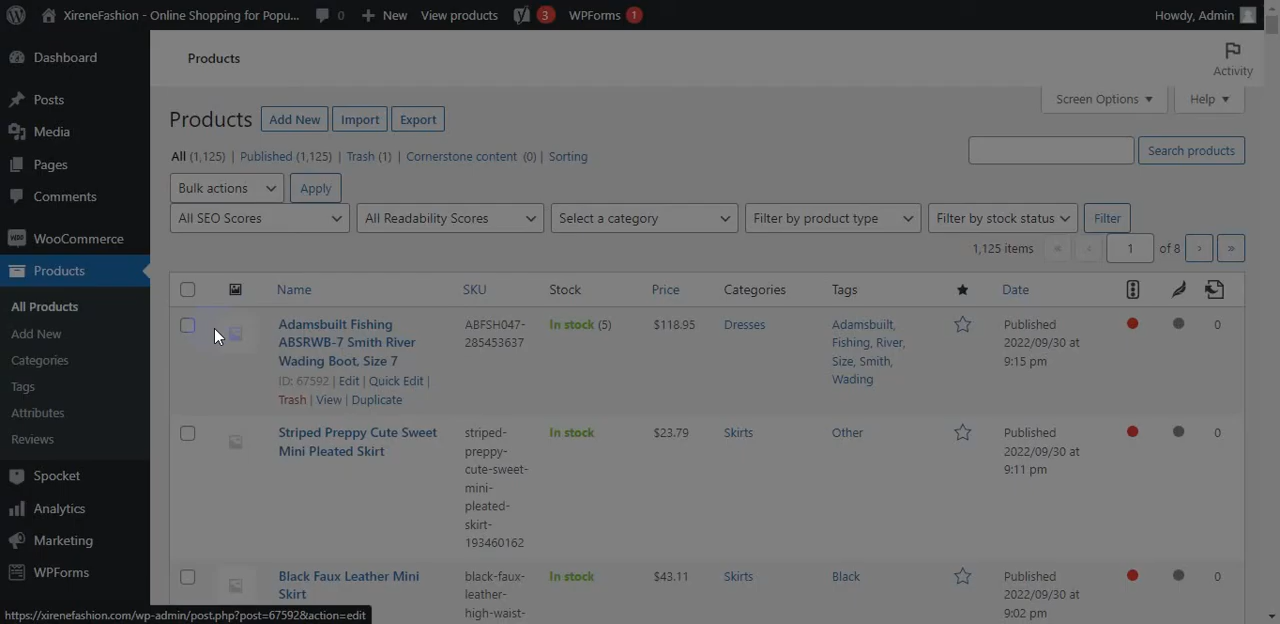 XireneFashion - Online Shopping for Popu... 0 New View products 3 WPForms 1 Howdy, Admin
Dashboard
Posts
Media
Pages
Comments
WooCommerce
Products
All Products
Add New
Categories
Tags
Attributes
Reviews
Spocket
Analytics
Marketing
WPForms
Products
Activity
Screen Options Help
Products Add New Import Export
All (1,125) | Published (1,125) | Trash (1) | Cornerstone content (0) | Sorting
Search products
Bulk actions Apply
All SEO Scores All Readability Scores Select a category Filter by product type Filter by stock status Filter
1,125 items « ‹ 1 of 8 › »
Name SKU Stock Price Categories Tags Date
Adamsbuilt Fishing
ABSRWB-7 Smith River
Wading Boot, Size 7
ID: 67592 | Edit | Quick Edit |
Trash | View | Duplicate
ABFSH047-
285453637
In stock (5)
$118.95
Dresses
Adamsbuilt,
Fishing, River,
Size, Smith,
Wading
Published
2022/09/30 at
9:15 pm
0
Striped Preppy Cute Sweet
Mini Pleated Skirt
striped-
preppy-
cute-sweet-
mini-
pleated-
skirt-
193460162
In stock
$23.79
Skirts
Other
Published
2022/09/30 at
9:11 pm
0
Black Faux Leather Mini
Skirt
black-faux-
leather-
high-waist-
In stock
$43.11
Skirts
Black
Published
2022/09/30 at
9:02 pm
0
https://xirenefashion.com/wp-admin/post.php?post=67592&action=edit